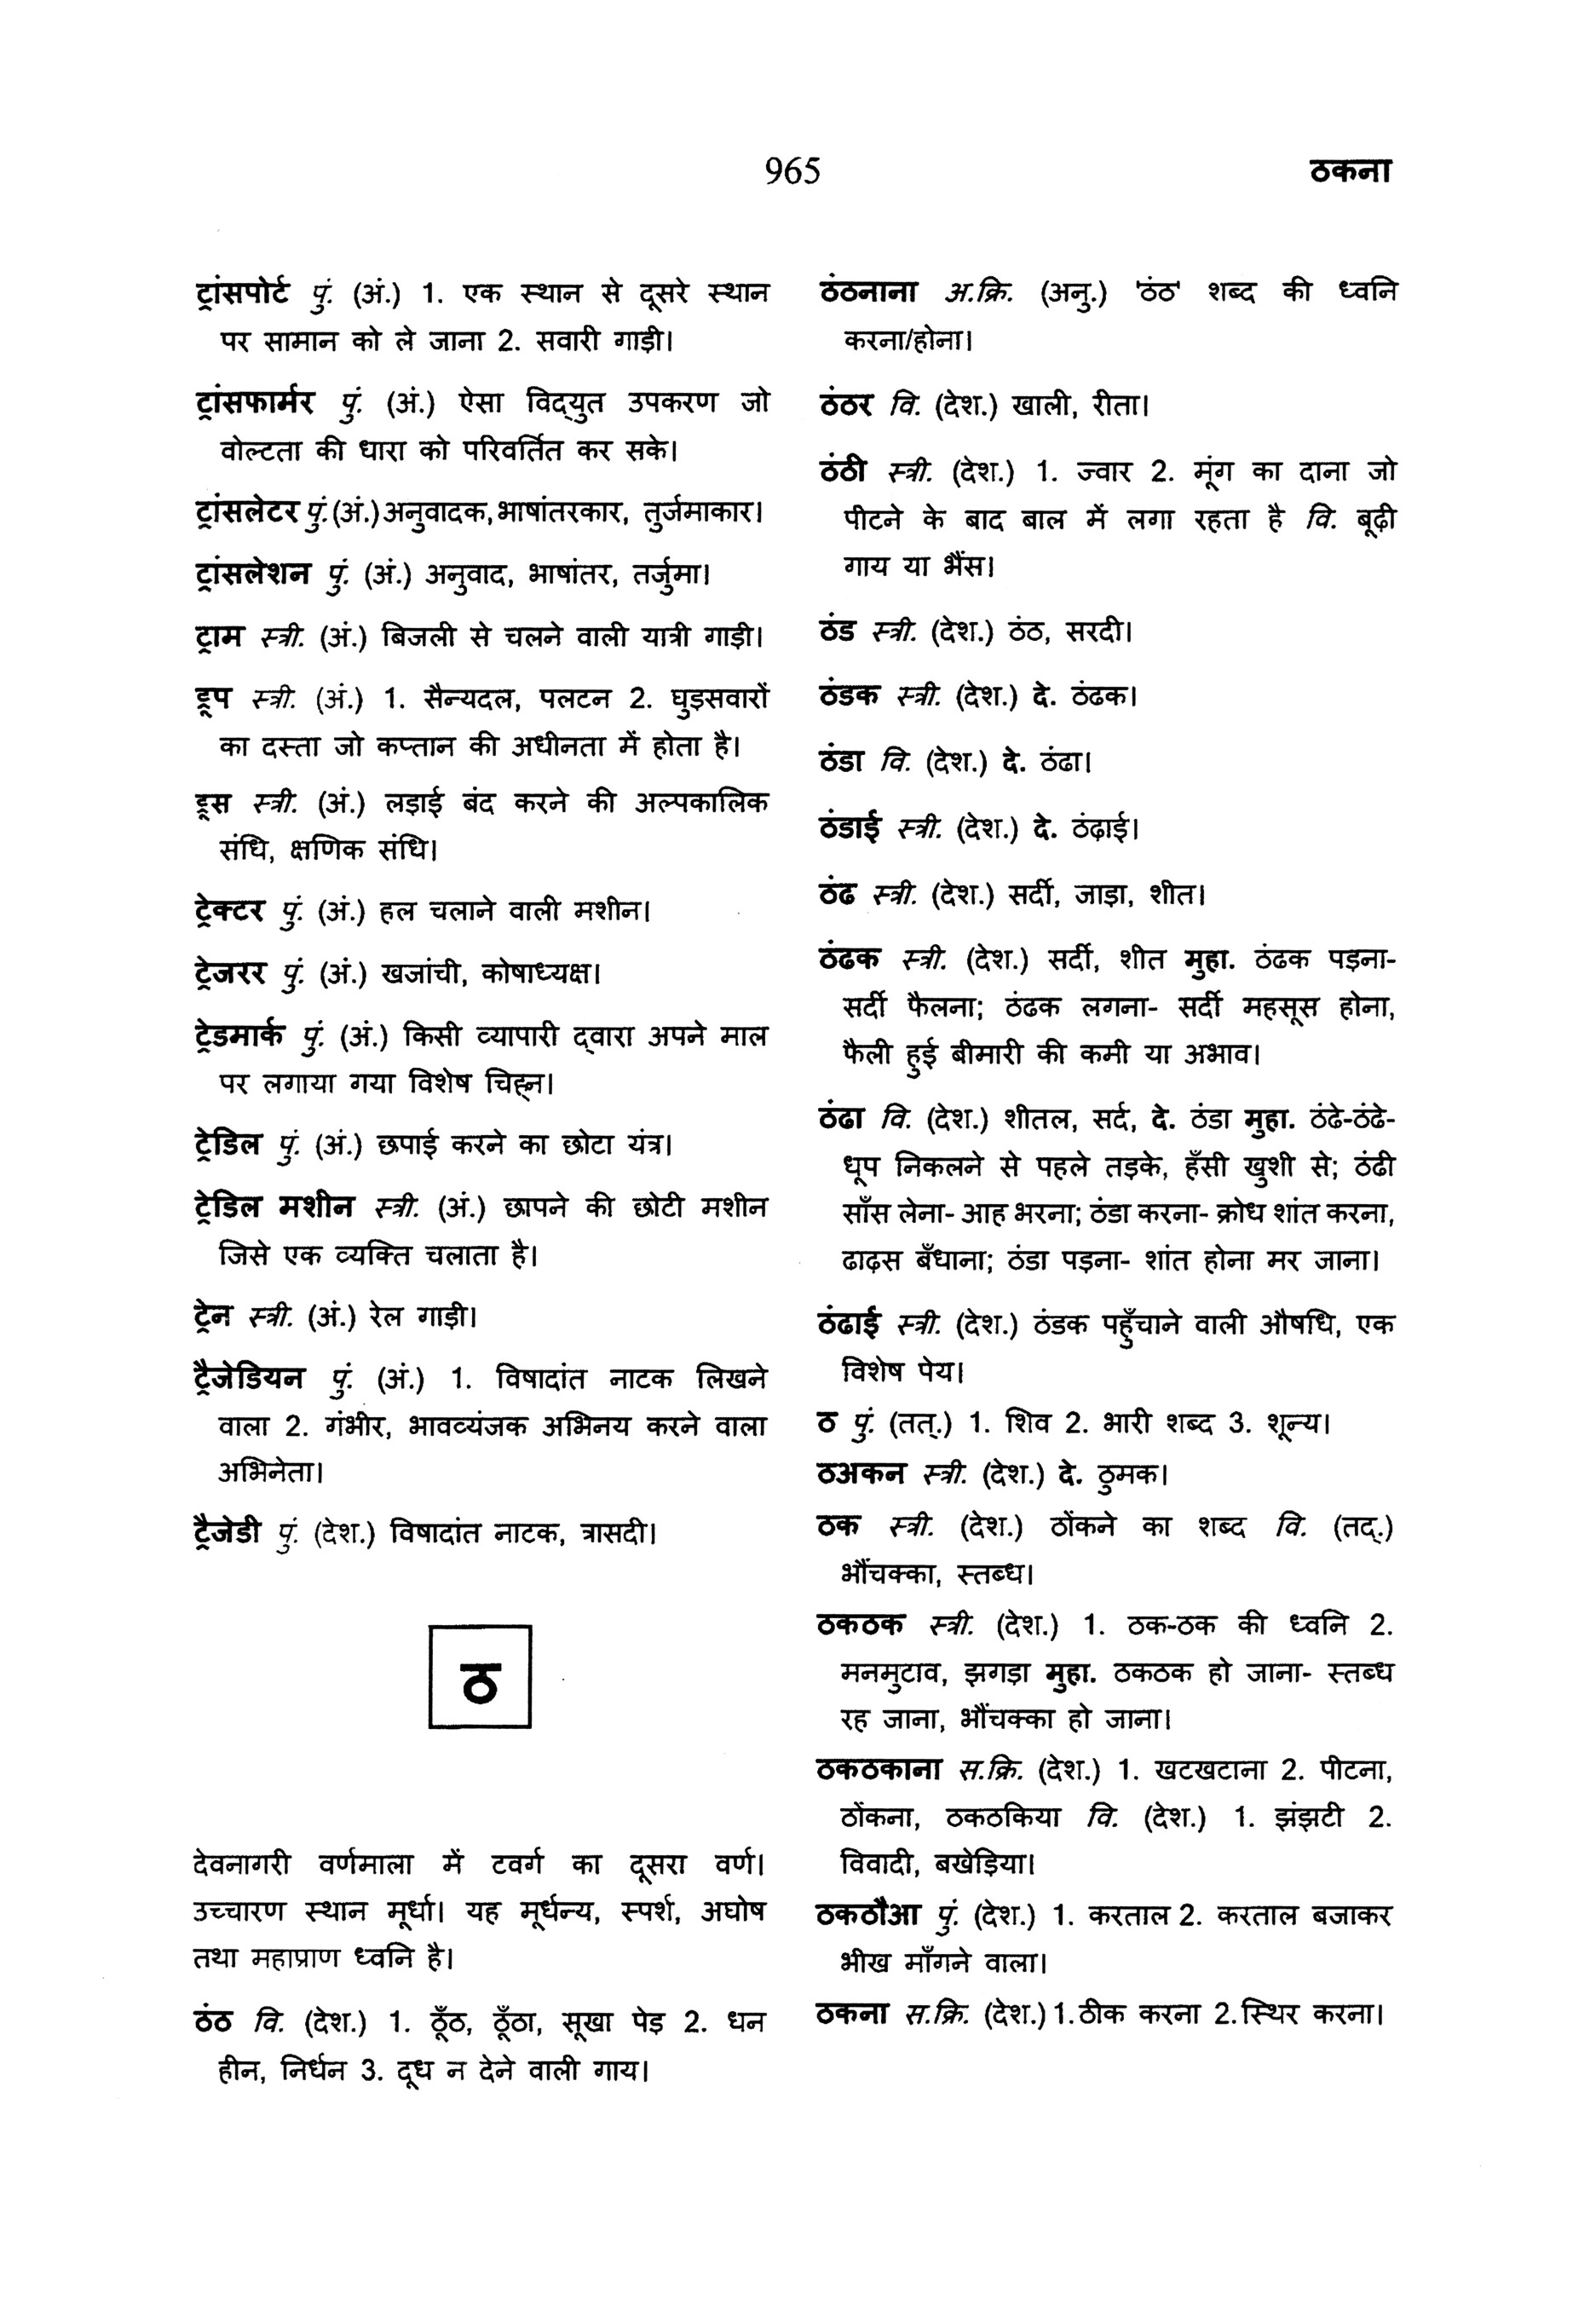 965
ठकना
ट्रांसपोर्ट पुं. (अं.) 1. एक स्थान से दूसरे स्थान
पर सामान को ले जाना 2. सवारी गाड़ी।
ट्रांसफार्मर पुं. (अं.) ऐसा विद्युत उपकरण जो
वोल्टता की धारा को परिवर्तित कर सके।
ट्रांसलेटर पुं.(अं.)अनुवादक,भाषांतरकार, तुर्जमाकार।
ट्रांसलेशन पुं. (अं.) अनुवाद, भाषांतर, तर्जुमा।
ट्राम स्त्री. (अं.) बिजली से चलने वाली यात्री गाड़ी।
ट्रूप स्त्री. (अं.) 1. सैन्यदल, पलटन 2. घुड़सवारों
का दस्ता जो कप्तान की अधीनता में होता है।
ट्रूस स्त्री. (अं.) लड़ाई बंद करने की अल्पकालिक
संधि, क्षणिक संधि।
ट्रेक्टर पुं. (अं.) हल चलाने वाली मशीन।
ट्रेजरर पुं. (अं.) खजांची, कोषाध्यक्ष।
ट्रेडमार्क पुं. (अं.) किसी व्यापारी द्वारा अपने माल
पर लगाया गया विशेष चिह्न।
ट्रेडिल पुं. (अं.) छपाई करने का छोटा यंत्र।
ट्रेडिल मशीन स्त्री. (अं.) छापने की छोटी मशीन
जिसे एक व्यक्ति चलाता है।
ट्रेन स्त्री. (अं.) रेल गाड़ी।
ट्रैजेडियन पुं. (अं.) 1. विषादांत नाटक लिखने
वाला 2. गंभीर, भावव्यंजक अभिनय करने वाला
अभिनेता।
ट्रैजेडी पुं. (देश.) विषादांत नाटक, त्रासदी।
ठ
देवनागरी वर्णमाला में टवर्ग का दूसरा वर्ण।
उच्चारण स्थान मूर्धा। यह मूर्धन्य, स्पर्श, अघोष
तथा महाप्राण ध्वनि है।
ठंठ वि. (देश.) 1. ठूँठ, ठूँठा, सूखा पेड़ 2. धन
हीन, निर्धन 3. दूध न देने वाली गाय।
ठंठनाना अ.क्रि. (अनु.) 'ठंठ' शब्द की ध्वनि
करना/होना।
ठंठर वि. (देश.) खाली, रीता।
ठंठी स्त्री. (देश.) 1. ज्वार 2. मूंग का दाना जो
पीटने के बाद बाल में लगा रहता है वि. बूढ़ी
गाय या भैंस।
ठंड स्त्री. (देश.) ठंठ, सरदी।
ठंडक स्त्री. (देश.) दे. ठंढक।
ठंडा वि. (देश.) दे. ठंढा।
ठंडाई स्त्री. (देश.) दे. ठंढ़ाई।
ठंढ स्त्री. (देश.) सर्दी, जाड़ा, शीत।
ठंढक स्त्री. (देश.) सर्दी, शीत मुहा. ठंढक पड़ना-
सर्दी फैलना; ठंढक लगना- सर्दी महसूस होना,
फैली हुई बीमारी की कमी या अभाव।
ठंढा वि. (देश.) शीतल, सर्द, दे. ठंडा मुहा. ठंढे-ठंढे-
धूप निकलने से पहले तड़के, हँसी खुशी से; ठंढी
साँस लेना- आह भरना; ठंडा करना- क्रोध शांत करना,
ढाढ़स बँधाना; ठंडा पड़ना- शांत होना मर जाना।
ठंढाई स्त्री. (देश.) ठंडक पहुँचाने वाली औषधि, एक
विशेष पेय।
ठ पुं. (तत्.) 1. शिव 2. भारी शब्द 3. शून्य।
ठअकन स्त्री. (देश.) दे. ठुमक।
ठक स्त्री. (देश.) ठोंकने का शब्द वि. (तद्.)
भौंचक्का, स्तब्ध।
ठकठक स्त्री. (देश.) 1. ठक-ठक की ध्वनि 2.
मनमुटाव, झगड़ा मुहा. ठकठक हो जाना- स्तब्ध
रह जाना, भौंचक्का हो जाना।
ठकठकाना स.क्रि. (देश.) 1. खटखटाना 2. पीटना,
ठोंकना, ठकठकिया वि. (देश.) 1. झंझटी 2.
विवादी, बखेड़िया।
ठकठौआ पुं. (देश.) 1. करताल 2. करताल बजाकर
भीख माँगने वाला।
ठकना स.क्रि. (देश.) 1.ठीक करना 2.स्थिर करना।